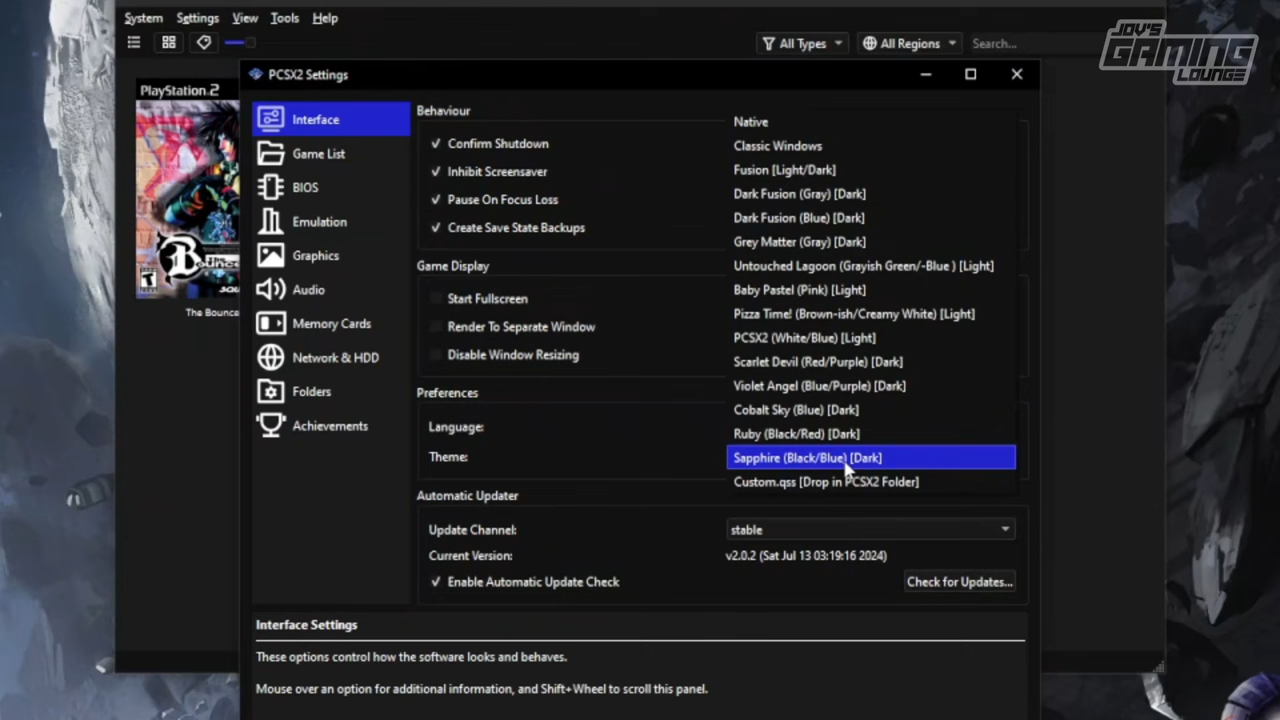 System Settings View Tools Help
All Types All Regions Search...
JOV'S
GAMING
LOUNGE
PCSX2 Settings
PlayStation.2
The Bounce
Interface
Game List
BIOS
Emulation
Graphics
Audio
Memory Cards
Network & HDD
Folders
Achievements
Behaviour
Confirm Shutdown
Inhibit Screensaver
Pause On Focus Loss
Create Save State Backups
Game Display
Start Fullscreen
Render To Separate Window
Disable Window Resizing
Preferences
Language:
Theme:
Native
Classic Windows
Fusion [Light/Dark]
Dark Fusion (Gray) [Dark]
Dark Fusion (Blue) [Dark]
Grey Matter (Gray) [Dark]
Untouched Lagoon (Grayish Green/-Blue ) [Light]
Baby Pastel (Pink) [Light]
Pizza Time! (Brown-ish/Creamy White) [Light]
PCSX2 (White/Blue) [Light]
Scarlet Devil (Red/Purple) [Dark]
Violet Angel (Blue/Purple) [Dark]
Cobalt Sky (Blue) [Dark]
Ruby (Black/Red) [Dark]
Sapphire (Black/Blue) [Dark]
Custom.qss [Drop in PCSX2 Folder]
Automatic Updater
Update Channel: stable
Current Version: v2.0.2 (Sat Jul 13 03:19:16 2024)
Enable Automatic Update Check Check for Updates...
Interface Settings
These options control how the software looks and behaves.
Mouse over an option for additional information, and Shift+Wheel to scroll this panel.